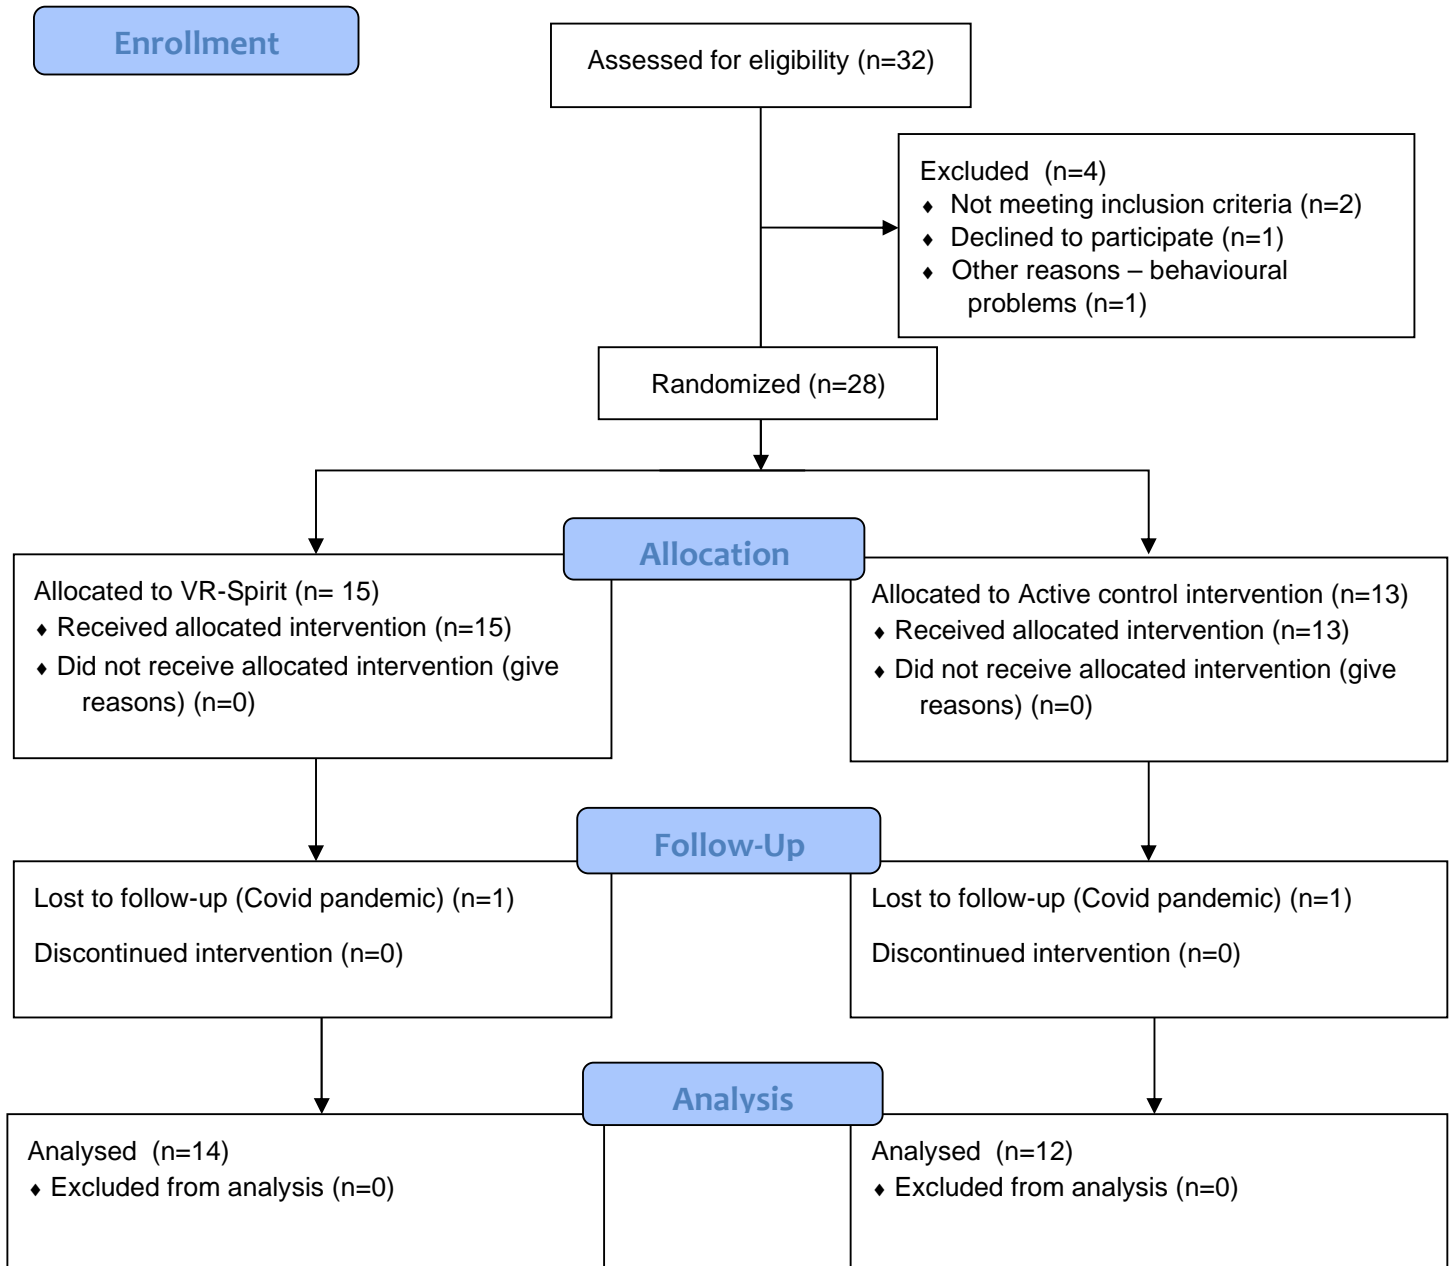 Enrollment
Assessed for eligibility (n=32)
Excluded  (n=4)
♦ Not meeting inclusion criteria (n=2)
♦ Declined to participate (n=1)
♦ Other reasons – behavioural
problems (n=1)
Randomized (n=28)
Allocation
Allocated to VR-Spirit (n= 15)
♦ Received allocated intervention (n=15)
♦ Did not receive allocated intervention (give
reasons) (n=0)
Allocated to Active control intervention (n=13)
♦ Received allocated intervention (n=13)
♦ Did not receive allocated intervention (give
reasons) (n=0)
Follow-Up
Lost to follow-up (Covid pandemic) (n=1)
Discontinued intervention (n=0)
Lost to follow-up (Covid pandemic) (n=1)
Discontinued intervention (n=0)
Analysis
Analysed  (n=14)
♦ Excluded from analysis (n=0)
Analysed  (n=12)
♦ Excluded from analysis (n=0)